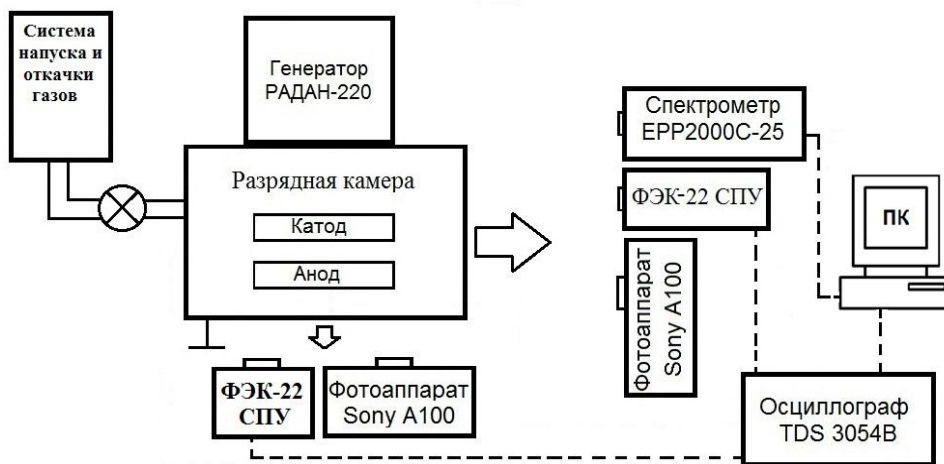 Система
напуска и
откачки
газов
Генератор
РАДАН-220
Разрядная камера
Катод
Анод
ФЭК-22
СПУ
Фотоаппарат
Sony A100
Спектрометр
EPP2000C-25
ФЭК-22 СПУ
Фотоаппарат
Sony A100
ПК
Осциллограф
TDS 3054B